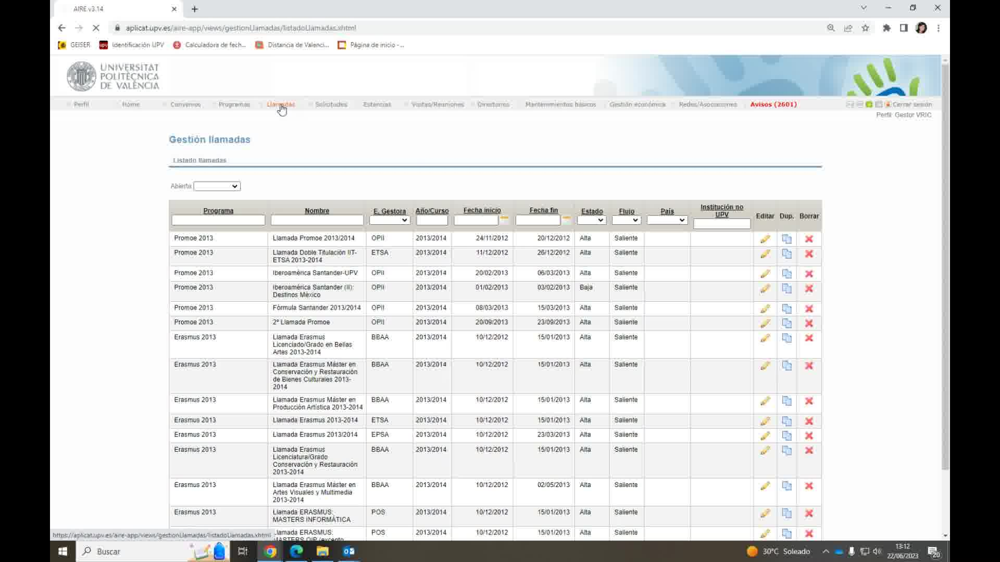 AIRE v3.14
aplicat.upv.es/aire-app/views/gestionLlamadas/listadoLlamadas.xhtml
GEISER Identificación UPV Calculadora de fech... Distancia de Valenci... Página de inicio -...
UNIVERSITAT
POLITÈCNICA
DE VALÈNCIA
Perfil Home Convenios Programas Llamadas Solicitudes Estancias Visitas/Reuniones Directorios Mantenimientos básicos Gestión económica Redes/Asociaciones Avisos (2601) Cerrar sesión
Perfil: Gestor VRIC
Gestión llamadas
Listado llamadas
Abierta
Programa Nombre E. Gestora Año/Curso Fecha inicio Fecha fin Estado Flujo País Institución no UPV Editar Dup. Borrar
Promoe 2013 Llamada Promoe 2013/2014 OPII 2013/2014 24/11/2012 20/12/2012 Alta Saliente
Promoe 2013 Llamada Doble Titulación IIT- ETSA 2013/2014 11/12/2012 26/12/2012 Alta Saliente
ETSA 2013-2014
Promoe 2013 Iberoamérica Santander-UPV OPII 2013/2014 20/02/2013 06/03/2013 Alta Saliente
Promoe 2013 Iberoamérica Santander (II): OPII 2013/2014 01/02/2013 03/02/2013 Baja Saliente
Destinos México
Promoe 2013 Fórmula Santander 2013/2014 OPII 2013/2014 08/03/2013 15/03/2013 Alta Saliente
Promoe 2013 2ª Llamada Promoe OPII 2013/2014 20/09/2013 23/09/2013 Alta Saliente
Erasmus 2013 Llamada Erasmus BBAA 2013/2014 10/12/2012 15/01/2013 Alta Saliente
Licenciado/Grado en Bellas
Artes 2013-2014
Erasmus 2013 Llamada Erasmus Máster en BBAA 2013/2014 10/12/2012 15/01/2013 Alta Saliente
Conservación y Restauración
de Bienes Culturales 2013-
2014
Erasmus 2013 Llamada Erasmus Máster en BBAA 2013/2014 10/12/2012 15/01/2013 Alta Saliente
Producción Artística 2013-2014
Erasmus 2013 Llamada Erasmus 2013-2014 ETSA 2013/2014 10/12/2012 15/01/2013 Alta Saliente
Erasmus 2013 Llamada Erasmus 2013/2014 EPSA 2013/2014 10/12/2012 23/03/2013 Alta Saliente
Erasmus 2013 Llamada Erasmus BBAA 2013/2014 10/12/2012 15/01/2013 Alta Saliente
Licenciatura/Grado
Conservación y Restauración
2013-2014
Erasmus 2013 Llamada Erasmus Máster en BBAA 2013/2014 10/12/2012 02/05/2013 Alta Saliente
Artes Visuales y Multimedia
2013-2014
Erasmus 2013 Llamada ERASMUS: POS 2013/2014 10/12/2012 15/01/2013 Alta Saliente
MASTERS INFORMÁTICA
Llamada ERASMUS: POS 2013/2014 10/12/2012 15/01/2013 Alta Saliente
MASTERS OIP (excepto
https://aplicat.upv.es/aire-app/views/gestionLlamadas/listadoLlamadas.xhtml
Buscar 30°C Soleado 13:12
22/06/2023 20